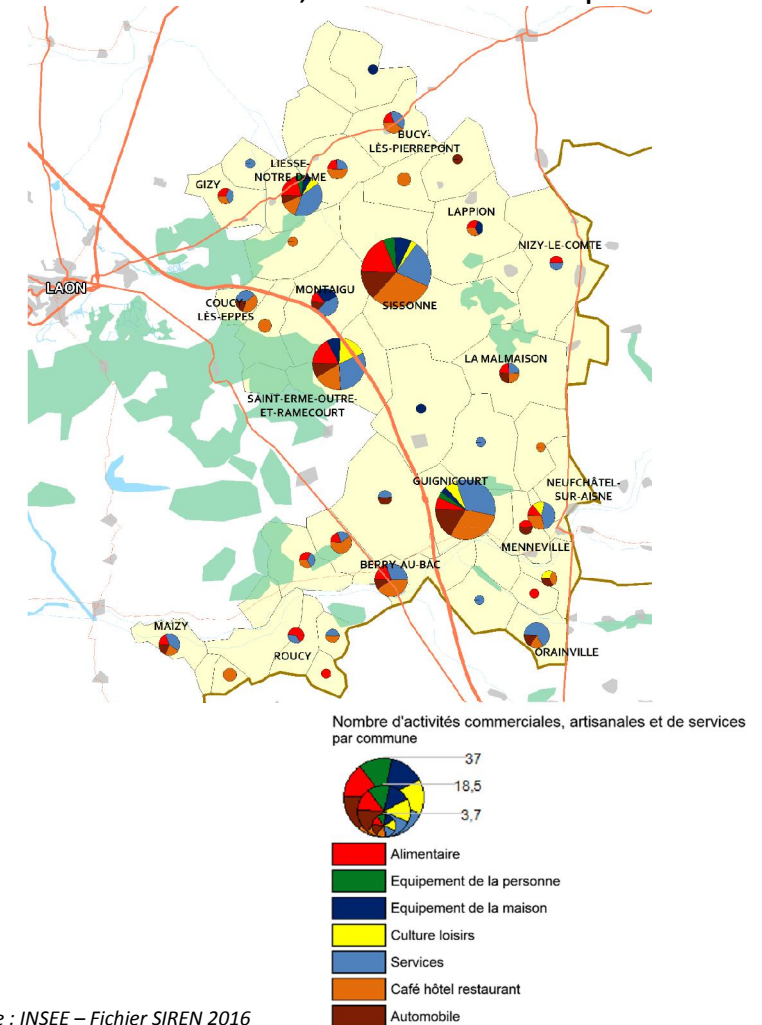 BUCY-
LÈS-PIERREPONT
LIESSE-
NOTRE DAME
GIZY
LAPPION
NIZY-LE-COMTE
LAON
MONTAIGU
SISSONNE
COUCY-
LÈS-EPPES
LA MALMAISON
SAINT-ERME-OUTRE-
ET-RAMECOURT
GUIGNICOURT
NEUFCHÂTEL-
SUR-AISNE
MENNEVILLE
BERRY-AU-BAC
MAIZY
ROUCY
ORAINVILLE
Nombre d'activités commerciales, artisanales et de services
par commune
37
18,5
3,7
Alimentaire
Equipement de la personne
Equipement de la maison
Culture loisirs
Services
Café hôtel restaurant
Automobile
e : INSEE – Fichier SIREN 2016